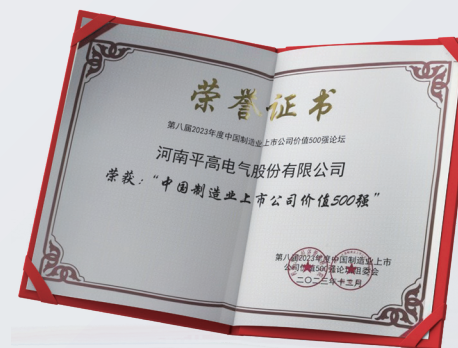 荣誉证书
第八届2023年度中国制造业上市公司价值500强论坛
河南平高电气股份有限公司
荣获："中国制造业上市公司价值500强"
第八届2023年度中国制造业上市
公司价值500强论坛组委会
二〇二三年十二月